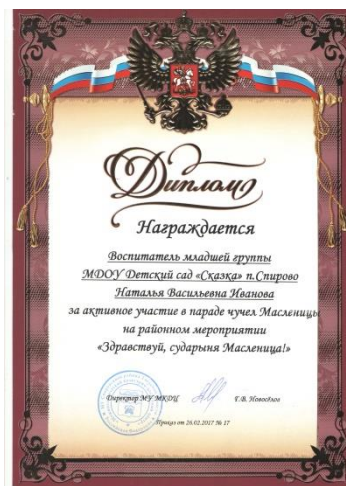 Диплом
Награждается
Воспитатель младшей группы
МДОУ Детский сад «Сказка» п.Спирово
Наталья Васильевна Иванова
за активное участие в параде чучел Масленицы
на районном мероприятии
«Здравствуй, сударыня Масленица!»
Директор МУ МКДЦ Г.В.
Приказ от 26.02.2017 № 17